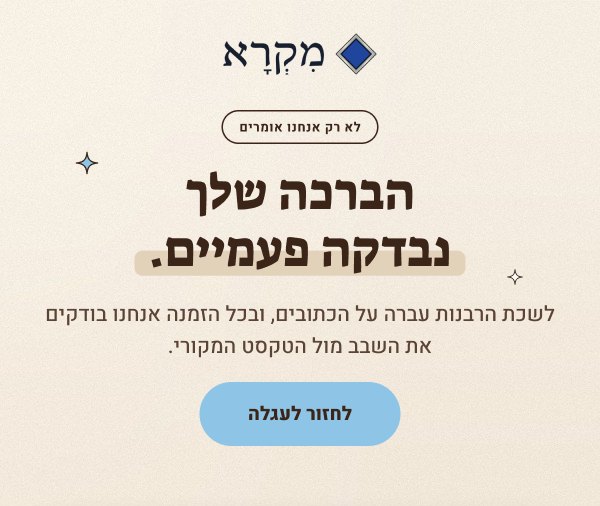 מִקְרָא
לא רק אנחנו אומרים
הברכה שלך
נבדקה פעמיים.
לשכת הרבנות עברה על הכתובים, ובכל הזמנה אנחנו בודקים
את השבב מול הטקסט המקורי.
לחזור לעגלה